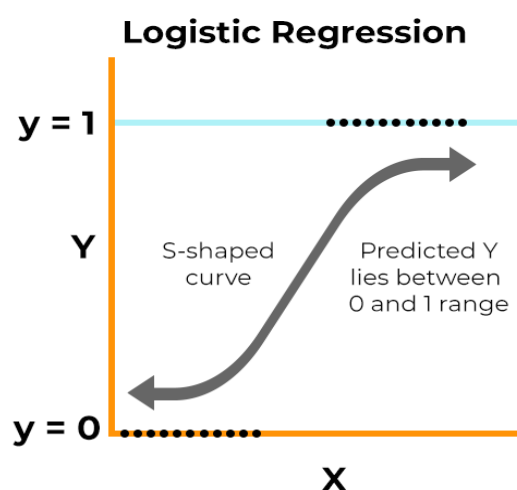 Logistic Regression
y = 1
Y
S-shaped
curve
Predicted Y
lies between
0 and 1 range
y = 0
X